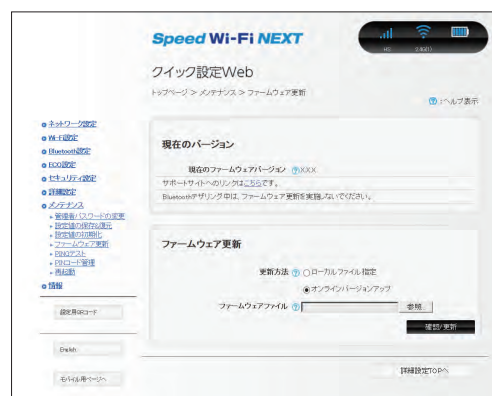 Speed Wi-Fi NEXT
クイック設定Web
トップページ > メンテナンス > ファームウェア更新
:ヘルプ表示
ネットワーク設定
Wi-Fi設定
Bluetooth設定
ECO設定
セキュリティ設定
詳細設定
メンテナンス
管理者パスワードの変更
設定値の保存&復元
設定値の初期化
ファームウェア更新
PINGテスト
PINコード管理
再起動
情報
設定用QRコード
English
モバイル用ページへ
現在のバージョン
現在のファームウェアバージョン ?XXX
サポートサイトへのリンクはこちらです。
Bluetoothテザリング中は、ファームウェア更新を実施しないでください。
ファームウェア更新
更新方法 ? ローカルファイル指定
オンラインバージョンアップ
ファームウェアファイル ? 参照
確認/更新
詳細設定TOPへ